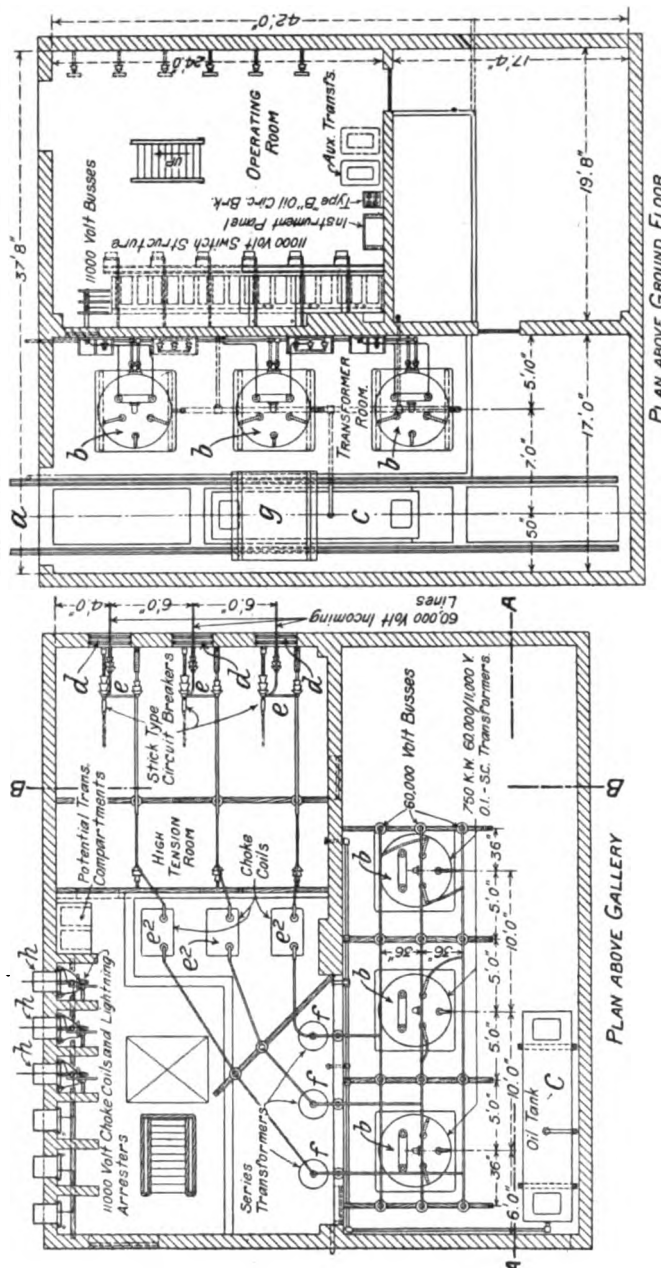 42'.0"
37'.8"
24'.0"
17'.4"
11000 Volt Busses
UP
OPERATING
ROOM
Aux. Transfs.
Type "B" Oil Circ. Brk.
Instrument Panel
11000 Volt Switch Structure
19'.8"
TRANSFORMER
ROOM.
b
b
b
a
g
c
5'.10"
7.0"
50"
17'.0"
PLAN ABOVE GROUND FLOOR
4'.0"
6'.0"
6'.0"
60,000 Volt Incoming
Lines
d
d
d
e
e
e
Stick Type
Circuit Breakers
B
B
A
A
Potential Trans.
Compartments
HIGH
TENSION
ROOM
Choke
Coils
e²
e²
e²
h
h
h
11000 Volt Choke Coils and Lightning
Arresters
Series
Transformers
f
f
f
60,000 Volt Busses
750 K.W. 60,000/11,000 V.
O.I.-S.C. Transformers.
b
b
b
36"
36"
36"
5'.0"
5'.0"
5'.0"
5'.0"
10'.0"
10'.0"
36"
6'.0"
Oil Tank
C
PLAN ABOVE GALLERY